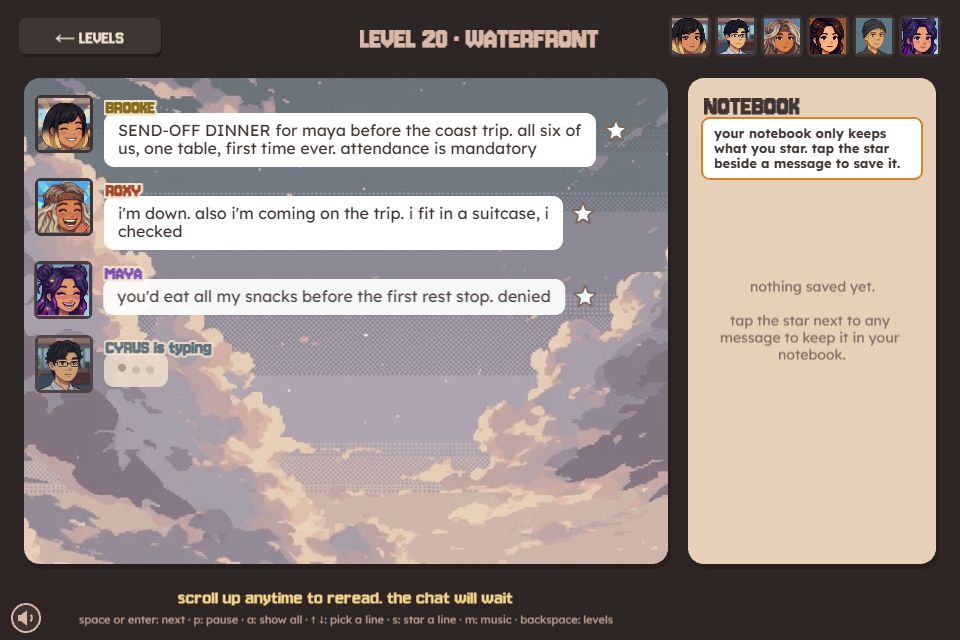 ← LEVELS
LEVEL 20 · WATERFRONT
BROOKE
SEND-OFF DINNER for maya before the coast trip. all six of
us, one table, first time ever. attendance is mandatory
ROXY
i'm down. also i'm coming on the trip. i fit in a suitcase, i
checked
MAYA
you'd eat all my snacks before the first rest stop. denied
CYRUS is typing
NOTEBOOK
your notebook only keeps
what you star. tap the star
beside a message to save it.
nothing saved yet.
tap the star next to any
message to keep it in your
notebook.
scroll up anytime to reread. the chat will wait
space or enter: next · p: pause · a: show all · ↑ ↓: pick a line · s: star a line · m: music · backspace: levels